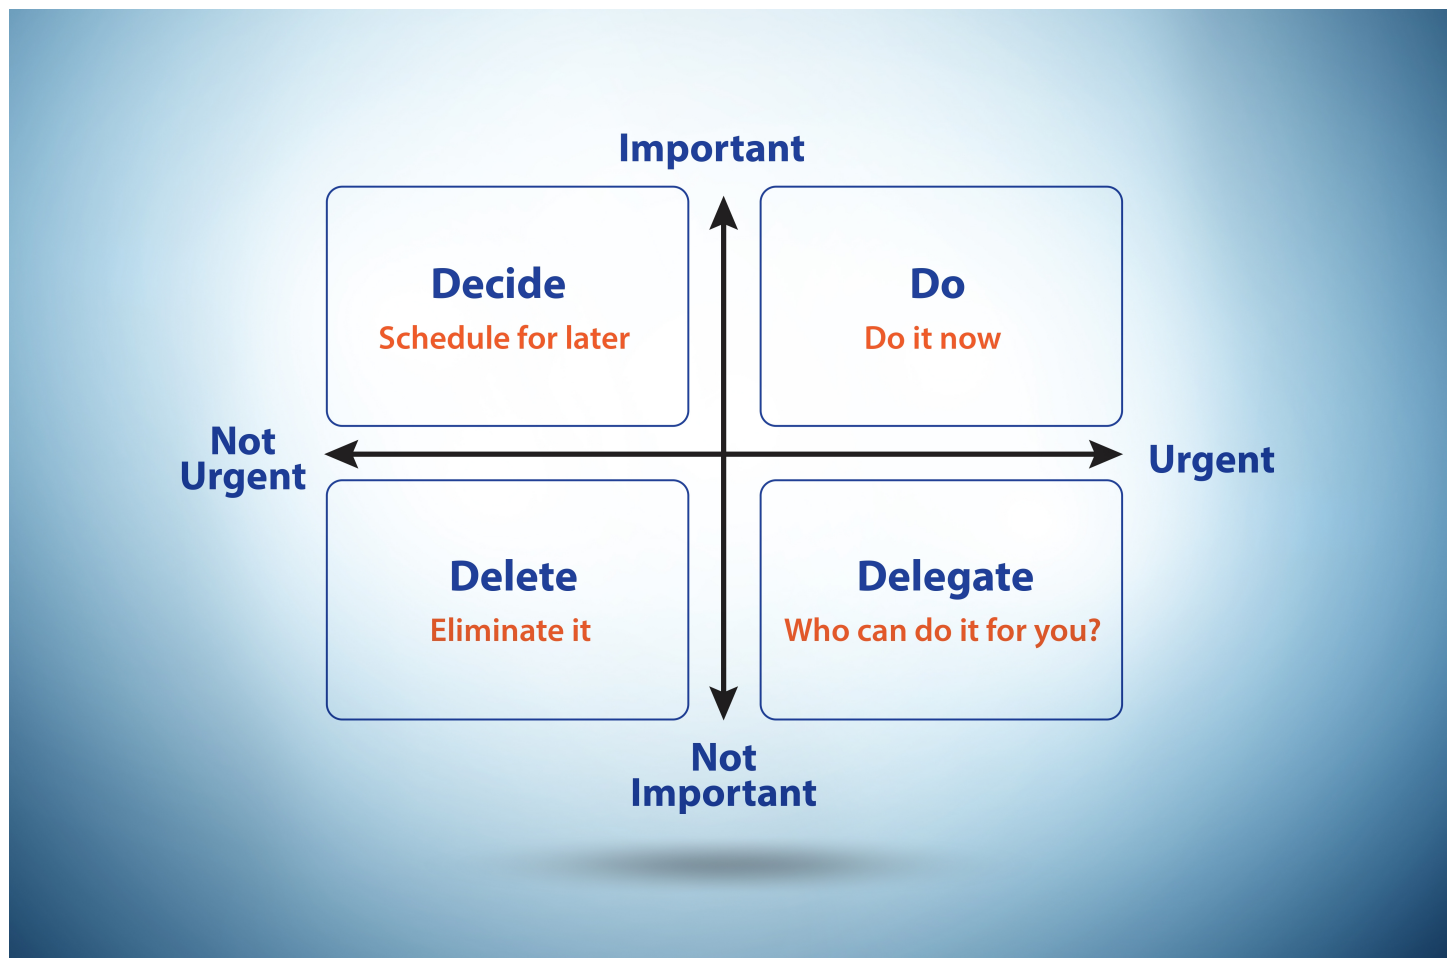 Important
Decide
Schedule for later
Do
Do it now
Not
Urgent
Urgent
Delete
Eliminate it
Delegate
Who can do it for you?
Not
Important